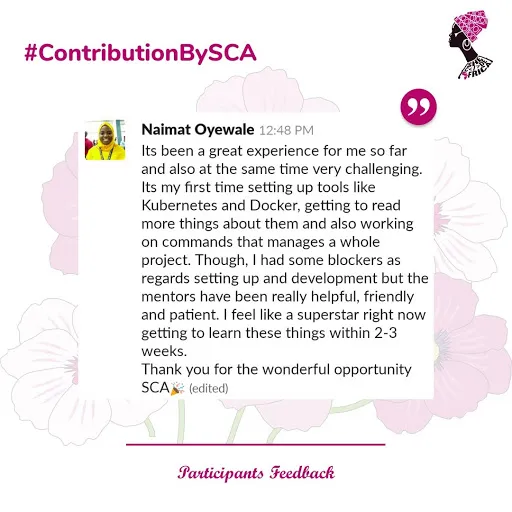 #ContributionBySCA
Naimat Oyewale 12:48 PM
Its been a great experience for me so far
and also at the same time very challenging.
Its my first time setting up tools like
Kubernetes and Docker, getting to read
more things about them and also working
on commands that manages a whole
project. Though, I had some blockers as
regards setting up and development but the
mentors have been really helpful, friendly
and patient. I feel like a superstar right now
getting to learn these things within 2-3
weeks.
Thank you for the wonderful opportunity
SCA🎉 (edited)
Participants Feedback